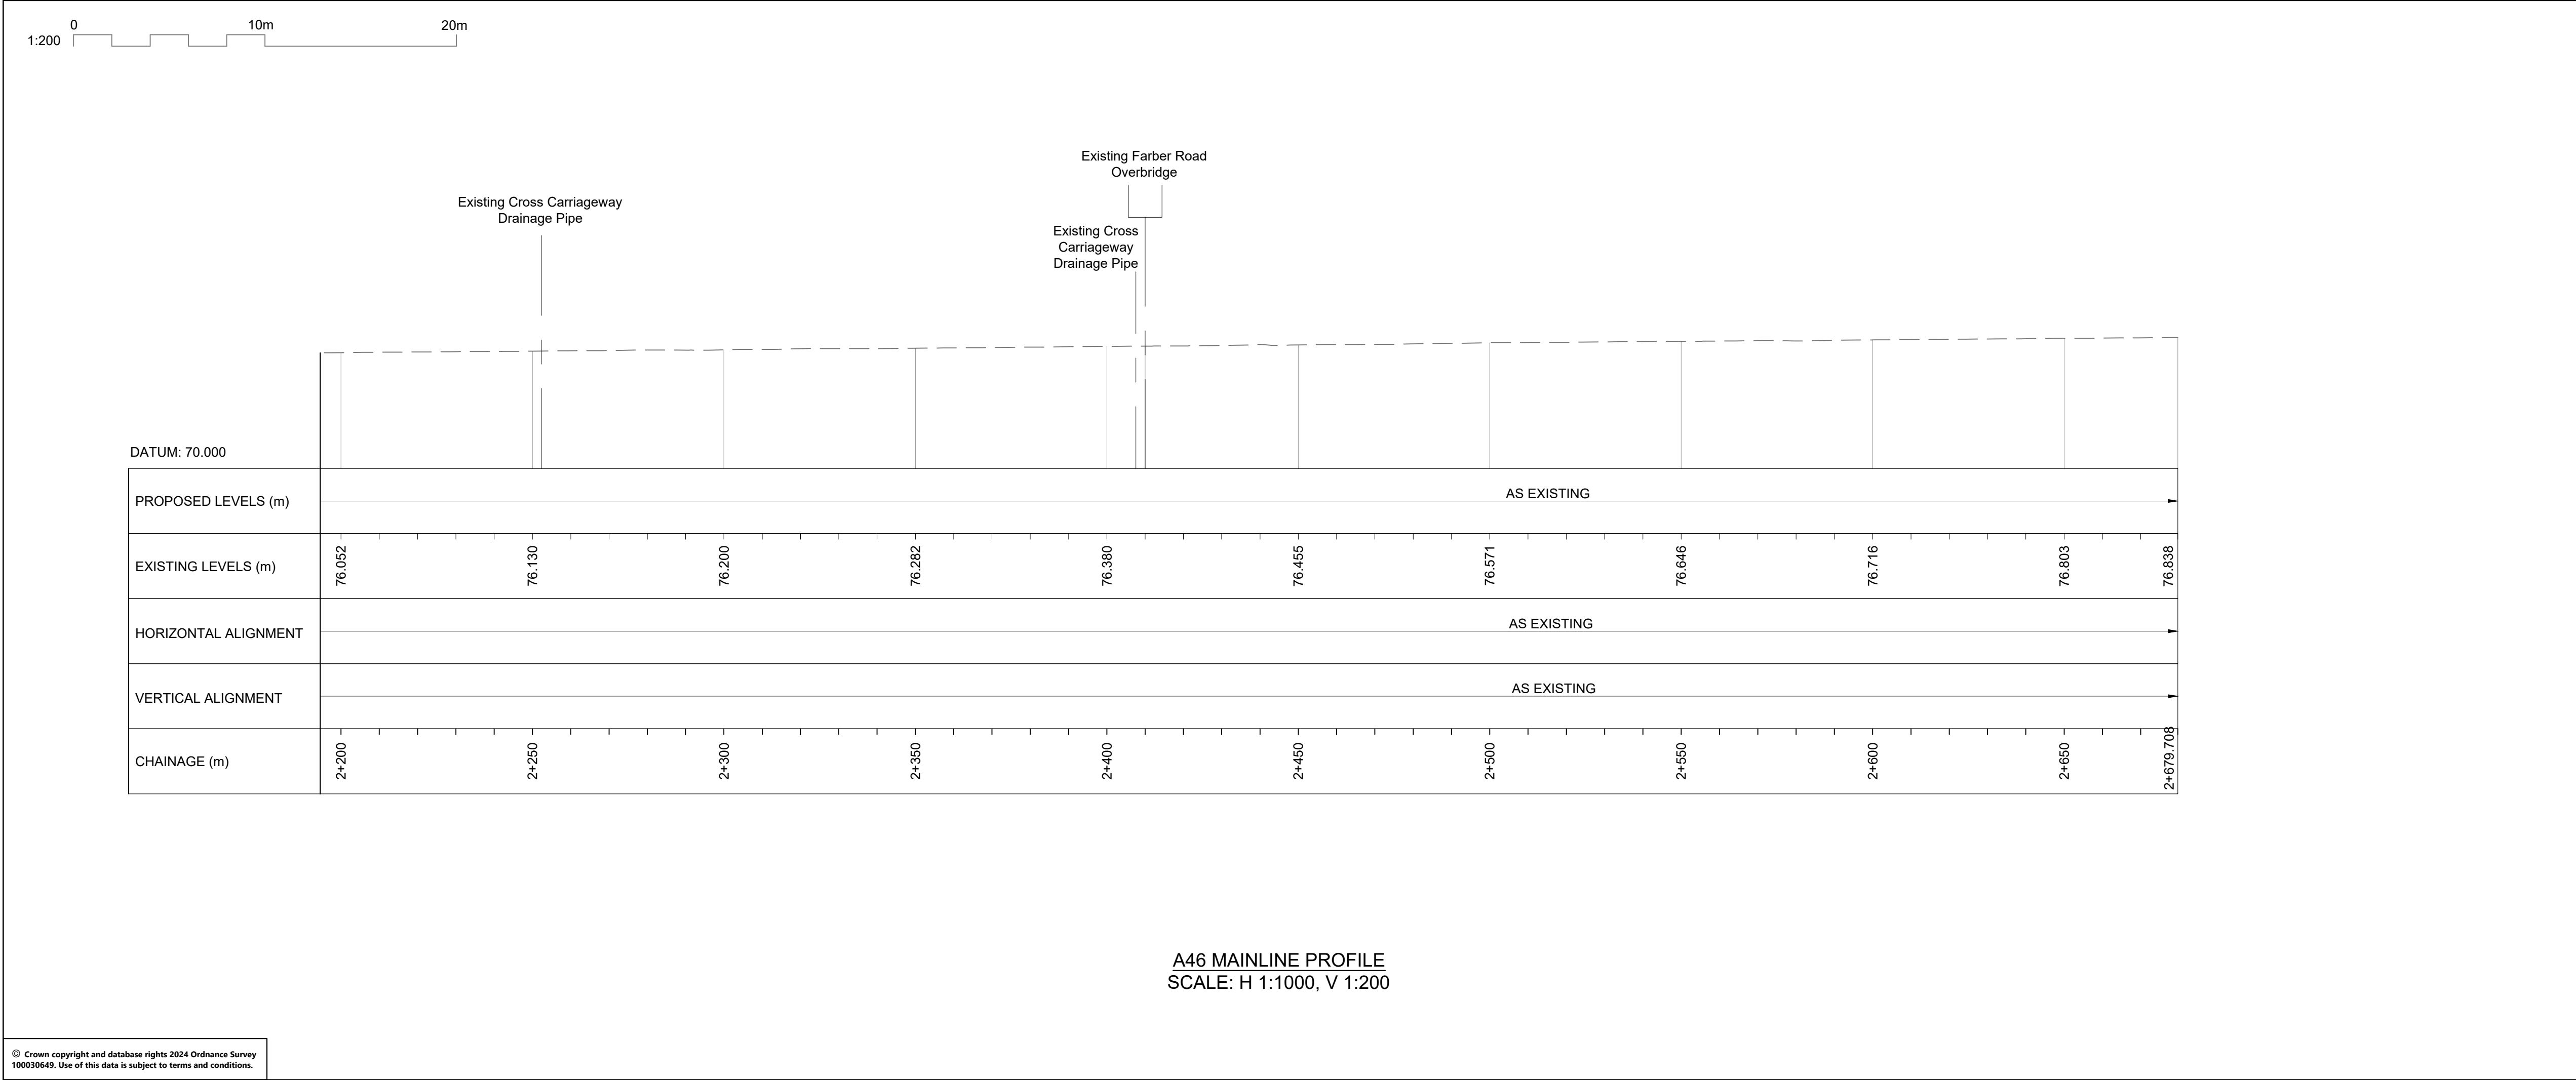 0 10m 20m
1:200
Existing Farber Road
Overbridge
Existing Cross Carriageway
Drainage Pipe
Existing Cross
Carriageway
Drainage Pipe
DATUM: 70.000
PROPOSED LEVELS (m) AS EXISTING
EXISTING LEVELS (m) 76.052 76.130 76.200 76.282 76.380 76.455 76.571 76.646 76.716 76.803 76.838
HORIZONTAL ALIGNMENT AS EXISTING
VERTICAL ALIGNMENT AS EXISTING
CHAINAGE (m) 2+200 2+250 2+300 2+350 2+400 2+450 2+500 2+550 2+600 2+650 2+679.708
A46 MAINLINE PROFILE
SCALE: H 1:1000, V 1:200
© Crown copyright and database rights 2024 Ordnance Survey
100030649. Use of this data is subject to terms and conditions.